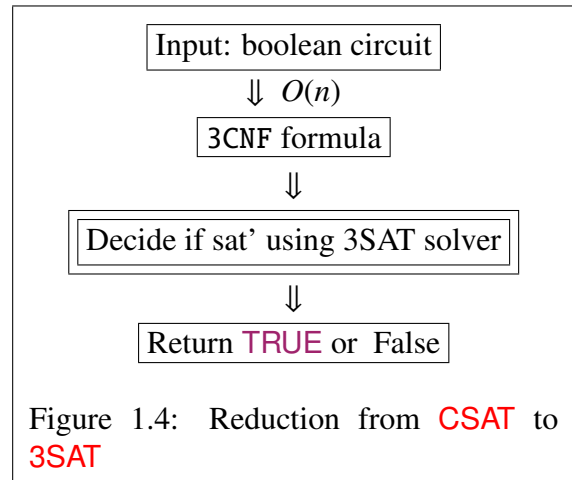 Input: boolean circuit
⇓ O(n)
3CNF formula
⇓
Decide if sat' using 3SAT solver
⇓
Return TRUE or False
Figure 1.4: Reduction from CSAT to
3SAT